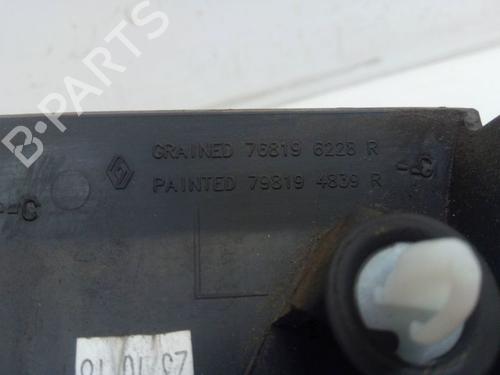 B-PARTS
GRAINED 76819 6228 R
PAINTED 79819 4839 R
--G
--G